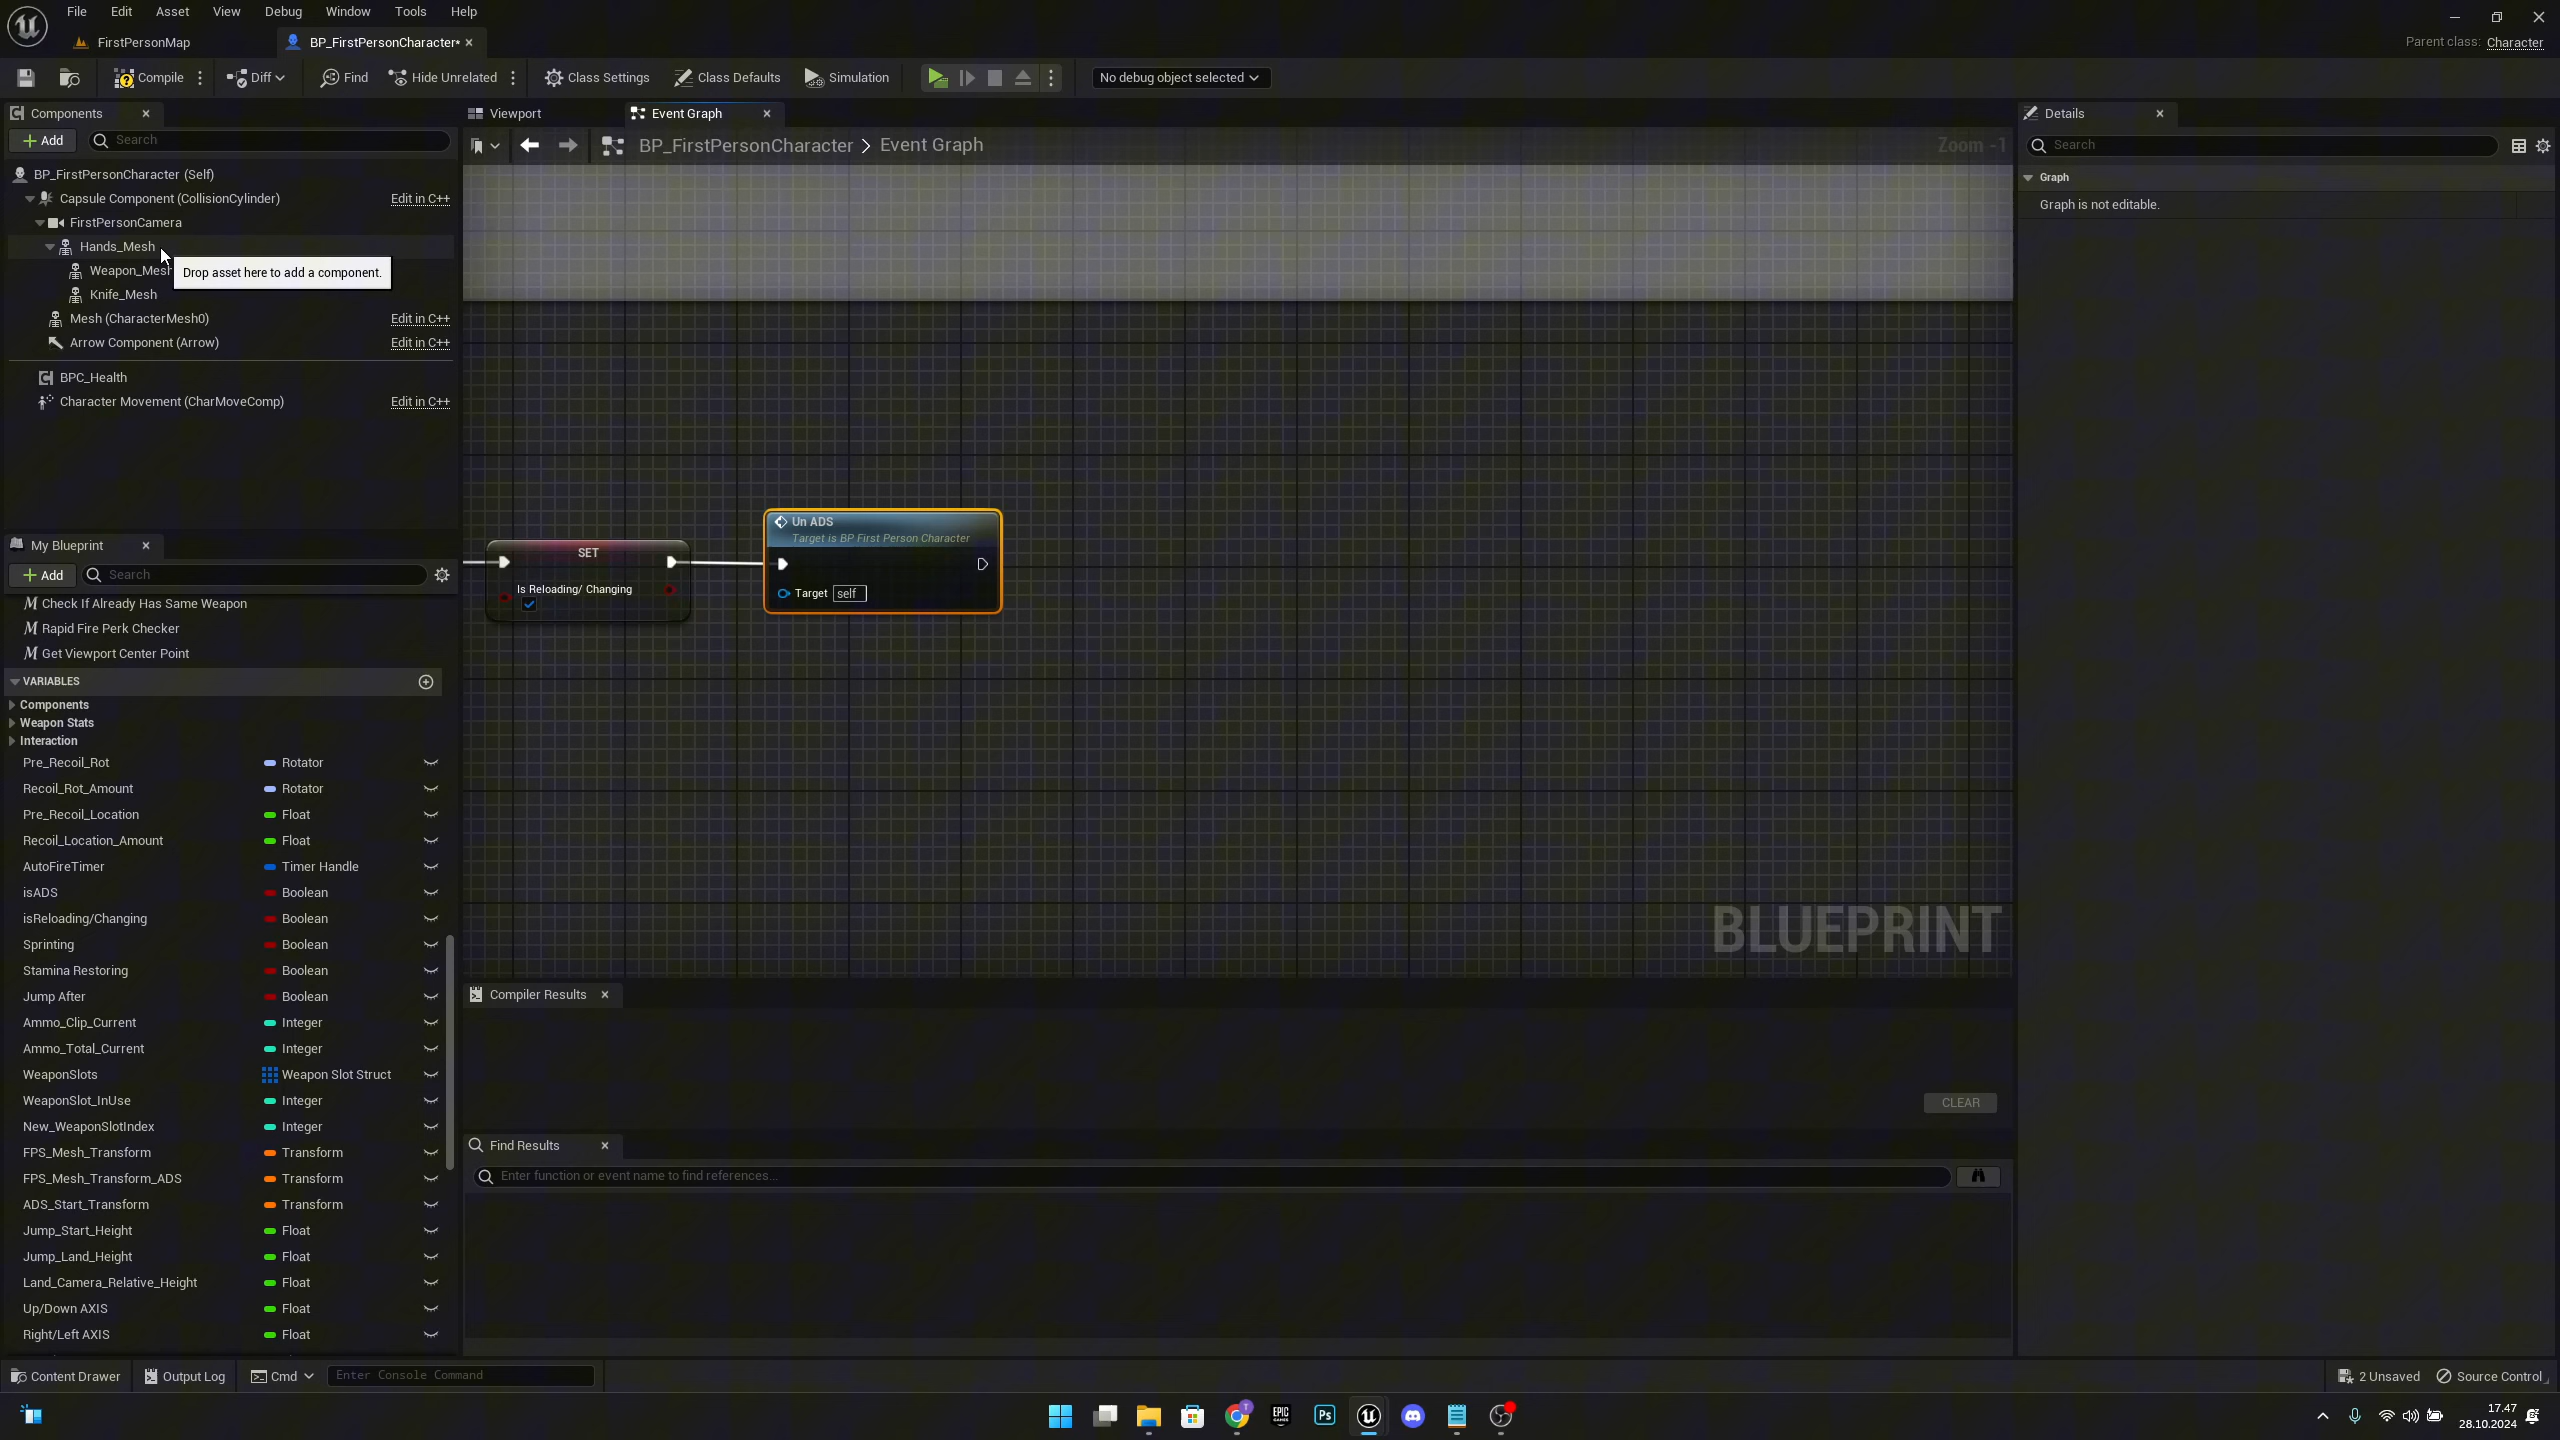 File Edit Asset View Debug Window Tools Help
FirstPersonMap
BP_FirstPersonCharacter*
Parent class: Character
Compile
Diff
Find
Hide Unrelated
Class Settings
Class Defaults
Simulation
No debug object selected
Components
Add
Search
BP_FirstPersonCharacter (Self)
Capsule Component (CollisionCylinder) Edit in C++
FirstPersonCamera
Hands_Mesh
Weapon_Mesh
Drop asset here to add a component.
Knife_Mesh
Mesh (CharacterMesh0) Edit in C++
Arrow Component (Arrow) Edit in C++
BPC_Health
Character Movement (CharMoveComp) Edit in C++
My Blueprint
Add
Search
Check If Already Has Same Weapon
Rapid Fire Perk Checker
Get Viewport Center Point
VARIABLES
Components
Weapon Stats
Interaction
Pre_Recoil_Rot Rotator
Recoil_Rot_Amount Rotator
Pre_Recoil_Location Float
Recoil_Location_Amount Float
AutoFireTimer Timer Handle
isADS Boolean
isReloading/Changing Boolean
Sprinting Boolean
Stamina Restoring Boolean
Jump After Boolean
Ammo_Clip_Current Integer
Ammo_Total_Current Integer
WeaponSlots Weapon Slot Struct
WeaponSlot_InUse Integer
New_WeaponSlotIndex Integer
FPS_Mesh_Transform Transform
FPS_Mesh_Transform_ADS Transform
ADS_Start_Transform Transform
Jump_Start_Height Float
Jump_Land_Height Float
Land_Camera_Relative_Height Float
Up/Down AXIS Float
Right/Left AXIS Float
Viewport
Event Graph
BP_FirstPersonCharacter > Event Graph
Zoom -1
SET
Is Reloading/ Changing
Un ADS
Target is BP First Person Character
Target self
BLUEPRINT
Compiler Results
CLEAR
Find Results
Enter function or event name to find references...
Details
Search
Graph
Graph is not editable.
Content Drawer
Output Log
Cmd
Enter Console Command
2 Unsaved
Source Control
EPIC
GAMES
Ps
T
17.47
28.10.2024